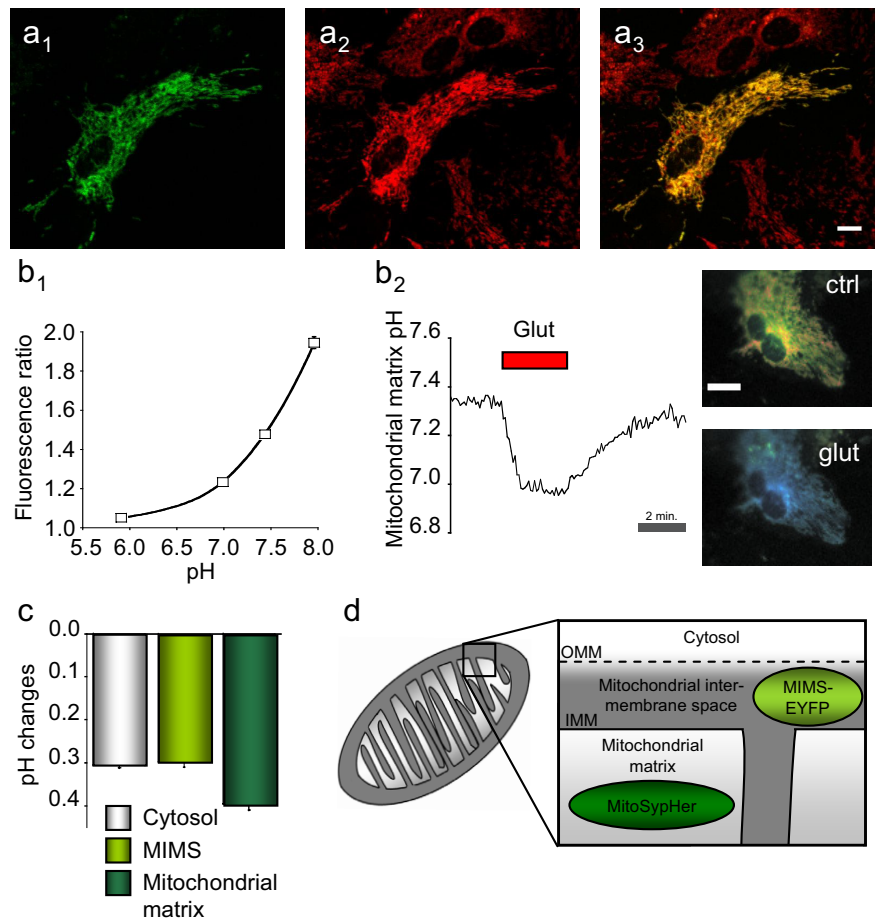 a1
a2
a3
b1
Fluorescence ratio
2.0
1.8
1.6
1.4
1.2
1.0
5.5 6.0 6.5 7.0 7.5 8.0
pH
b2
Mitochondrial matrix pH
7.6
7.4
7.2
7.0
6.8
Glut
2 min.
ctrl
glut
c
pH changes
0.0
0.1
0.2
0.3
0.4
Cytosol
MIMS
Mitochondrial
matrix
d
OMM
IMM
Cytosol
Mitochondrial inter-
membrane space
MIMS-
EYFP
Mitochondrial
matrix
MitoSypHer